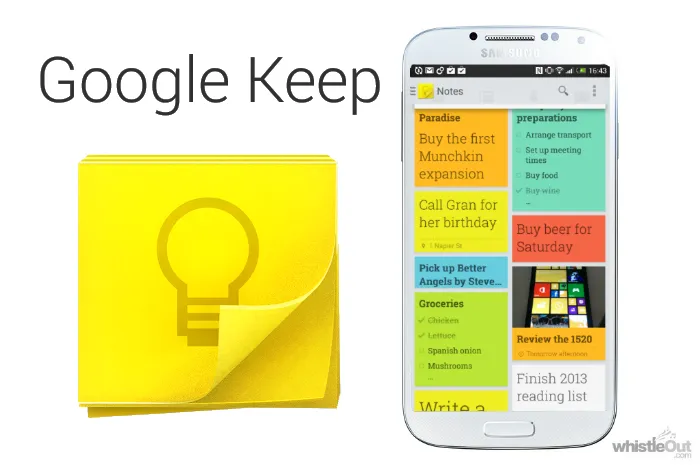 Google Keep
SAMSUNG
16:43
Notes
Paradise
Buy the first
Munchkin
expansion
Call Gran for
her birthday
1 Napier St
Pick up Better
Angels by Steve...
Groceries
Chicken
Lettuce
Spanish onion
Mushrooms
...
Write a
preparations
Arrange transport
Set up meeting
times
Buy food
Buy wine
...
Buy beer for
Saturday
Review the 1520
Tomorrow afternoon
Finish 2013
reading list
whistleOut
.com